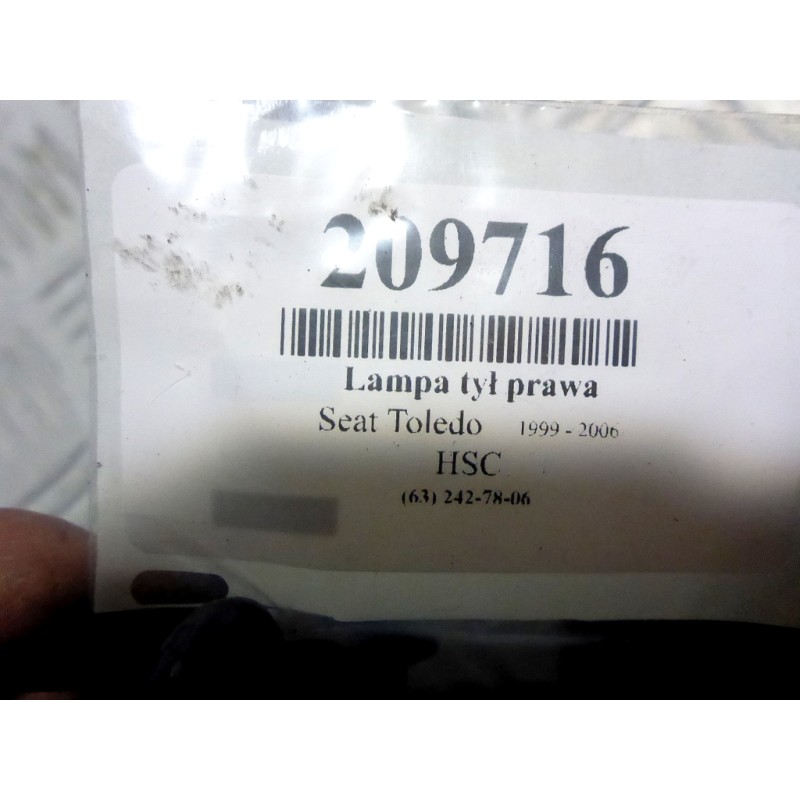 209716
Lampa tył prawa
Seat Toledo 1999 - 2006
HSC
(63) 242-78-06